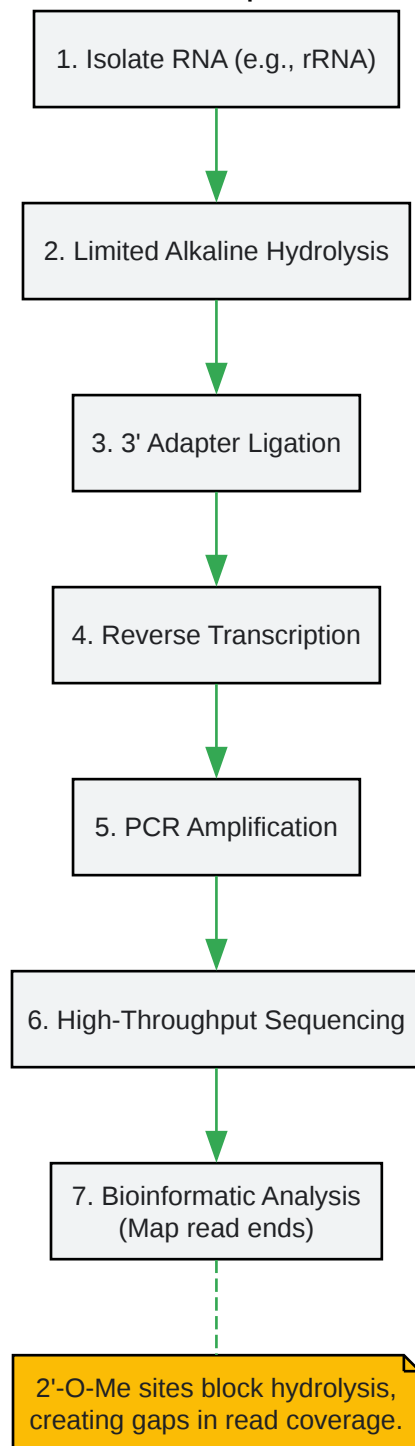 1. Isolate RNA (e.g., rRNA)
2. Limited Alkaline Hydrolysis
3. 3' Adapter Ligation
4. Reverse Transcription
5. PCR Amplification
6. High-Throughput Sequencing
7. Bioinformatic Analysis
(Map read ends)
2'-O-Me sites block hydrolysis,
creating gaps in read coverage.